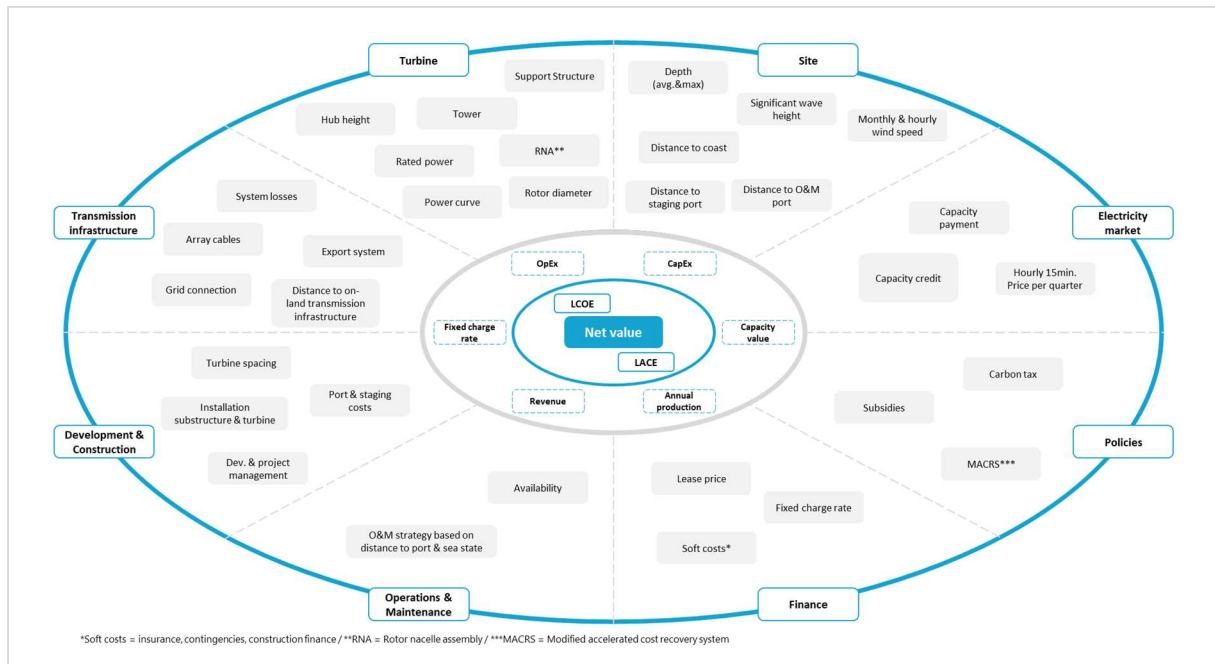 Turbine
Site
Support Structure
Hub height
Tower
Rated power
RNA**
Power curve
Rotor diameter
Depth
(avg.&max)
Significant wave
height
Monthly & hourly
wind speed
Distance to coast
Distance to
staging port
Distance to O&M
port
Transmission
infrastructure
System losses
Array cables
Export system
Grid connection
Distance to on-
land transmission
infrastructure
Electricity
market
Capacity
payment
Capacity credit
Hourly 15min.
Price per quarter
OpEx
CapEx
LCOE
Fixed charge
rate
Net value
Capacity
value
LACE
Revenue
Annual
production
Development &
Construction
Turbine spacing
Port & staging
costs
Installation
substructure & turbine
Dev. & project
management
Policies
Carbon tax
Subsidies
MACRS***
Operations &
Maintenance
Availability
O&M strategy based on
distance to port & sea state
Finance
Lease price
Fixed charge rate
Soft costs*
*Soft costs = insurance, contingencies, construction finance / **RNA = Rotor nacelle assembly / ***MACRS = Modified accelerated cost recovery system